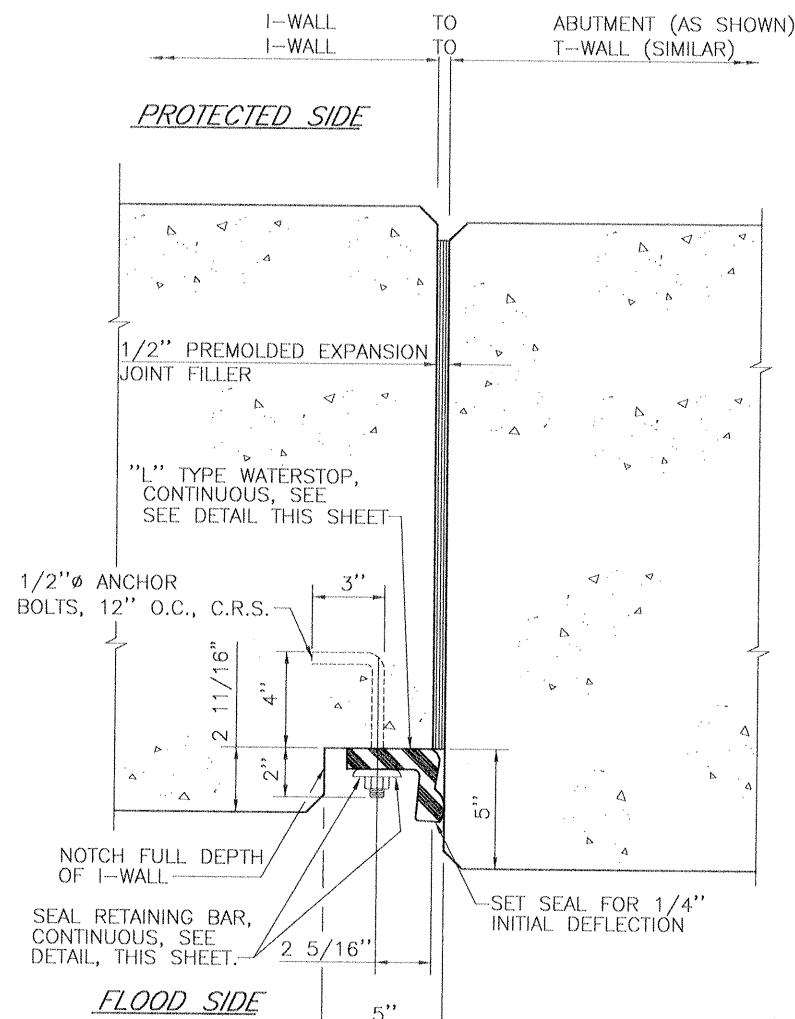 I-WALL TO ABUTMENT (AS SHOWN)
I-WALL TO T-WALL (SIMILAR)
PROTECTED SIDE
1/2" PREMOLDED EXPANSION
JOINT FILLER
"L" TYPE WATERSTOP,
CONTINUOUS, SEE
SEE DETAIL THIS SHEET
1/2"ø ANCHOR
BOLTS, 12" O.C., C.R.S.
3"
2 11/16"
4"
2"
5"
NOTCH FULL DEPTH
OF I-WALL
SET SEAL FOR 1/4"
INITIAL DEFLECTION
SEAL RETAINING BAR,
CONTINUOUS, SEE
DETAIL, THIS SHEET.
2 5/16"
FLOOD SIDE
5"